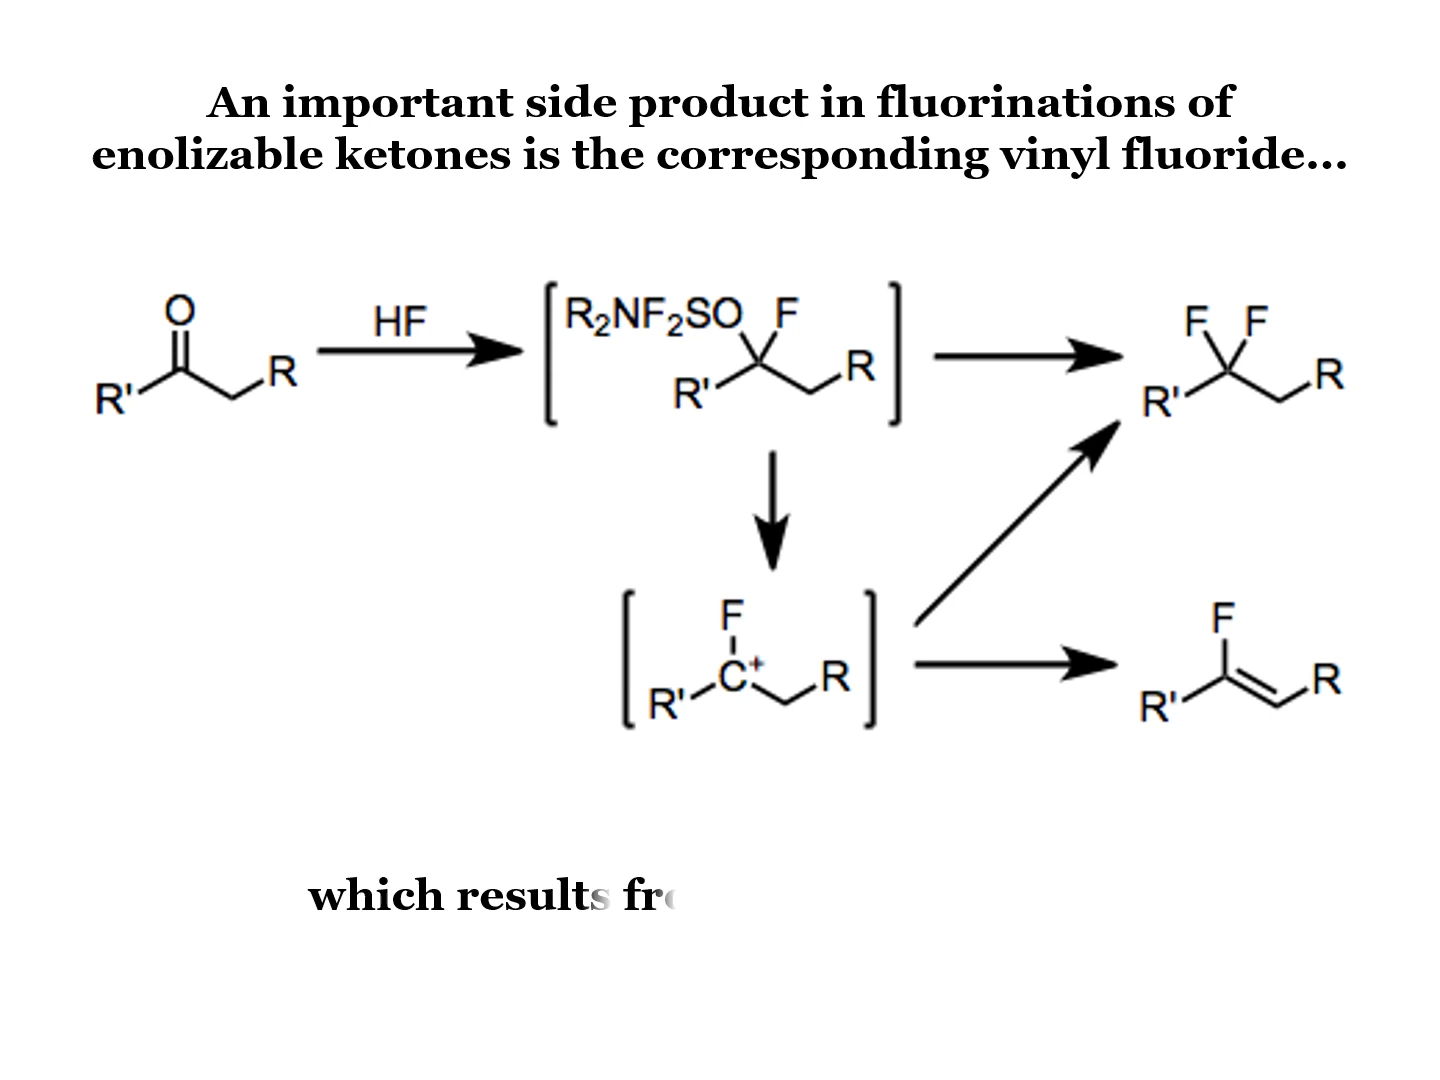 An important side product in fluorinations of
enolizable ketones is the corresponding vinyl fluoride...
O
R'
R
HF
R₂NF₂SO F
R'
R
F F
R'
R
F
C⁺
R'
R
F
R'
R
which results